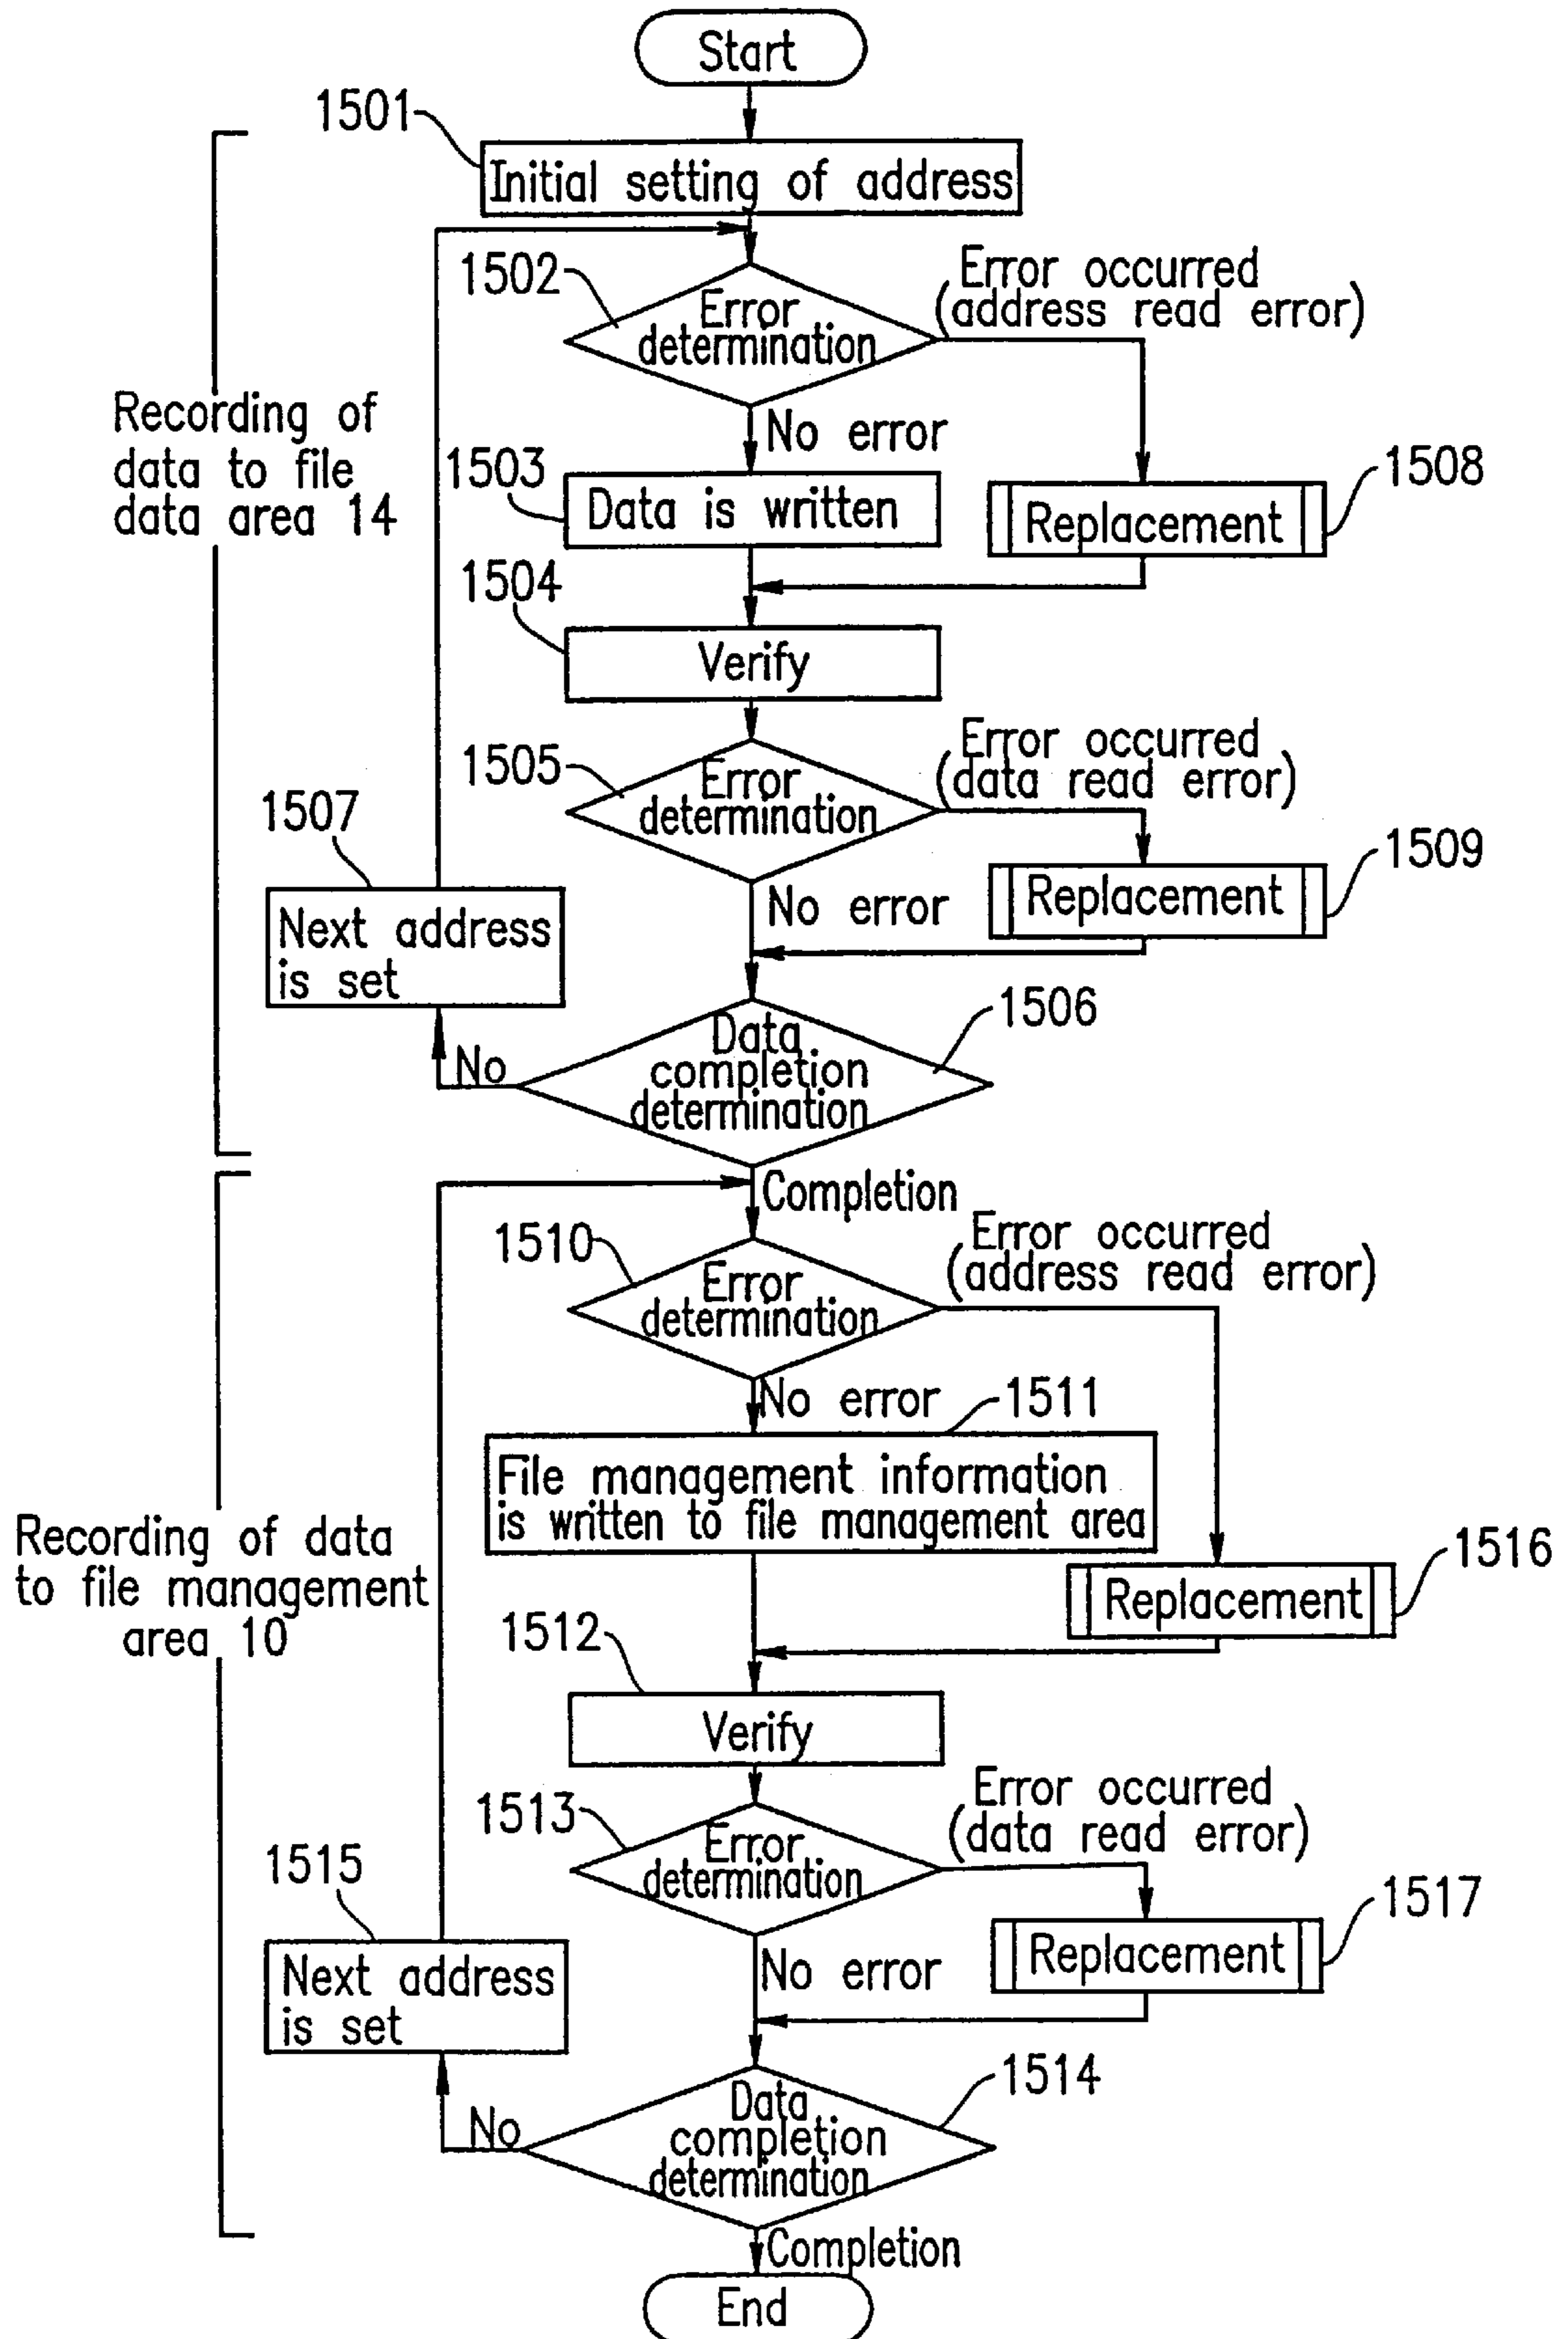 Start
1501
Initial setting of address
1502
Error
determination
Error occurred
(address read error)
No error
Recording of
data to file
data area 14
1503
Data is written
1508
Replacement
1504
Verify
1505
Error
determination
Error occurred
(data read error)
1507
Next address
is set
No error
1509
Replacement
1506
Data
completion
determination
No
Completion
1510
Error
determination
Error occurred
(address read error)
No error
1511
File management information
is written to file management area
Recording of data
to file management
area 10
1516
Replacement
1512
Verify
1513
Error
determination
Error occurred
(data read error)
1515
Next address
is set
No error
1517
Replacement
1514
Data
completion
determination
No
Completion
End